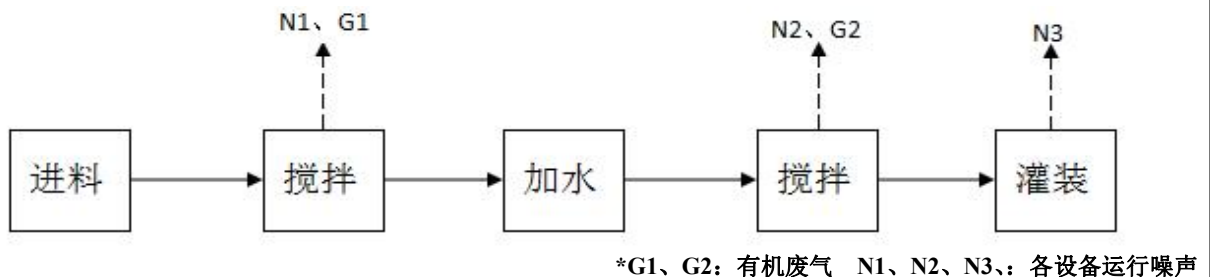 N1、G1
N2、G2
N3
进料
搅拌
加水
搅拌
灌装
*G1、G2：有机废气 N1、N2、N3、：各设备运行噪声